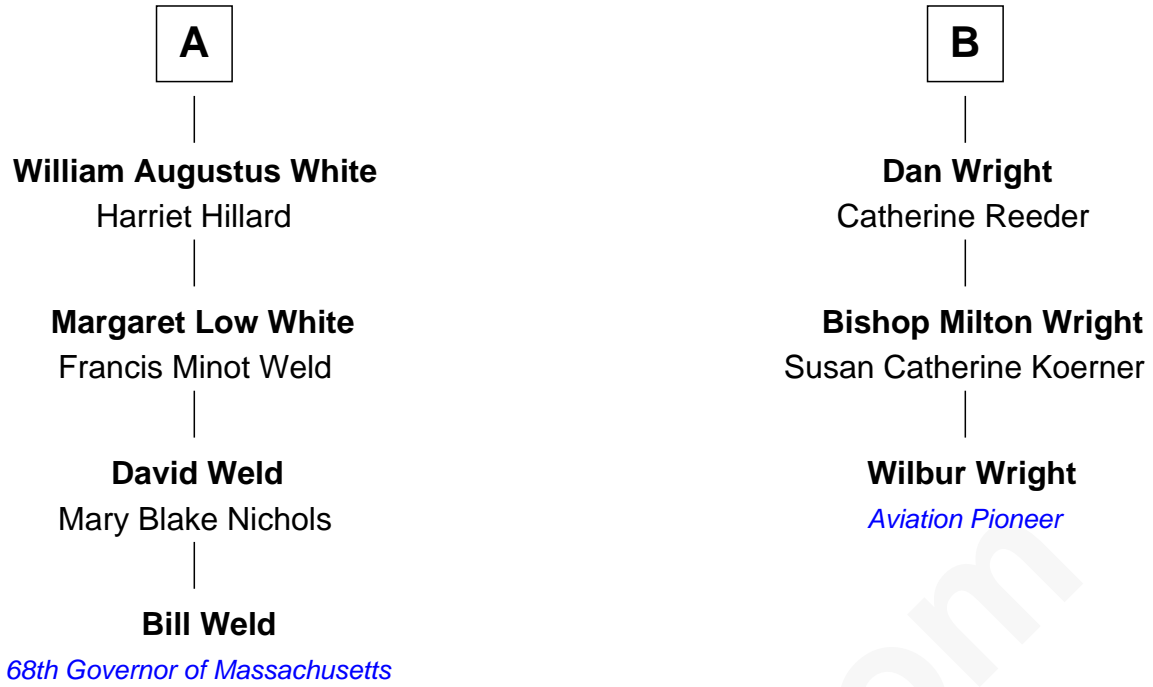 A
William Augustus White
Harriet Hillard
Margaret Low White
Francis Minot Weld
David Weld
Mary Blake Nichols
Bill Weld
68th Governor of Massachusetts
B
Dan Wright
Catherine Reeder
Bishop Milton Wright
Susan Catherine Koerner
Wilbur Wright
Aviation Pioneer
om